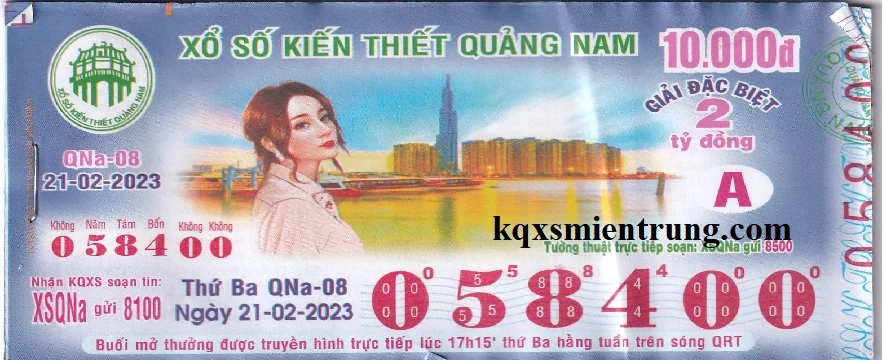 XỔ SỐ KIẾN THIẾT QUẢNG NAM
10.000đ
XỔ SỐ KIẾN THIẾT QUẢNG NAM
GIẢI ĐẶC BIỆT
2
tỷ đồng
QNa-08
21-02-2023
A
Không Năm Tám Bốn Không Không
058400
kqxsmientrung.com
Tường thuật trực tiếp soạn: XSQNa gửi 8500
Nhận KQXS soạn tin:
XSQNa gửi 8100
Thứ Ba QNa-08
Ngày 21-02-2023
058400
Buổi mở thưởng được truyền hình trực tiếp lúc 17h15' thứ Ba hằng tuần trên sóng QRT